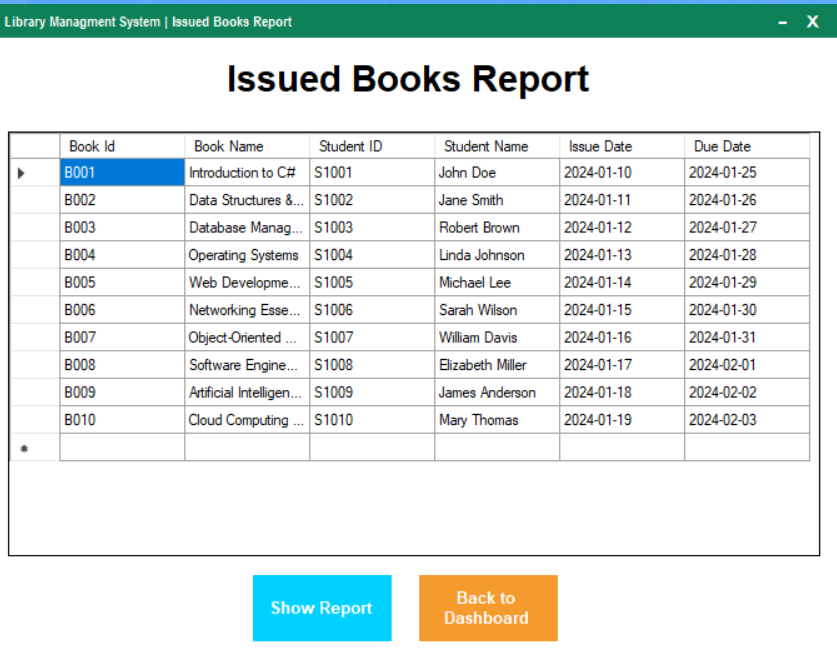 Library Managment System | Issued Books Report – X
Issued Books Report
Book Id Book Name Student ID Student Name Issue Date Due Date
B001 Introduction to C# S1001 John Doe 2024-01-10 2024-01-25
B002 Data Structures &... S1002 Jane Smith 2024-01-11 2024-01-26
B003 Database Manag... S1003 Robert Brown 2024-01-12 2024-01-27
B004 Operating Systems S1004 Linda Johnson 2024-01-13 2024-01-28
B005 Web Developme... S1005 Michael Lee 2024-01-14 2024-01-29
B006 Networking Esse... S1006 Sarah Wilson 2024-01-15 2024-01-30
B007 Object-Oriented ... S1007 William Davis 2024-01-16 2024-01-31
B008 Software Engine... S1008 Elizabeth Miller 2024-01-17 2024-02-01
B009 Artificial Intelligen... S1009 James Anderson 2024-01-18 2024-02-02
B010 Cloud Computing ... S1010 Mary Thomas 2024-01-19 2024-02-03
Show Report
Back to
Dashboard